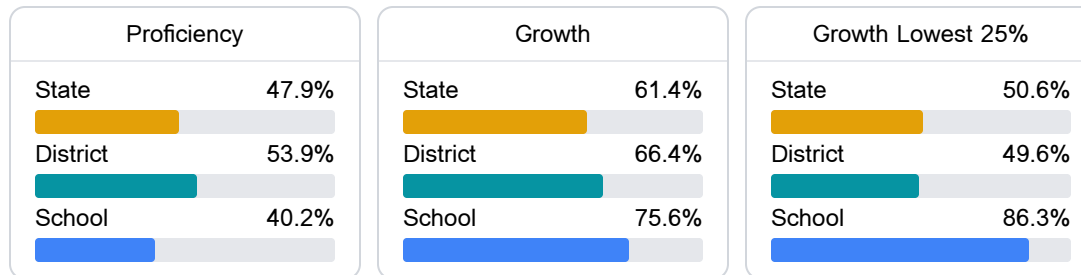 Proficiency
State 47.9%
District 53.9%
School 40.2%
Growth
State 61.4%
District 66.4%
School 75.6%
Growth Lowest 25%
State 50.6%
District 49.6%
School 86.3%